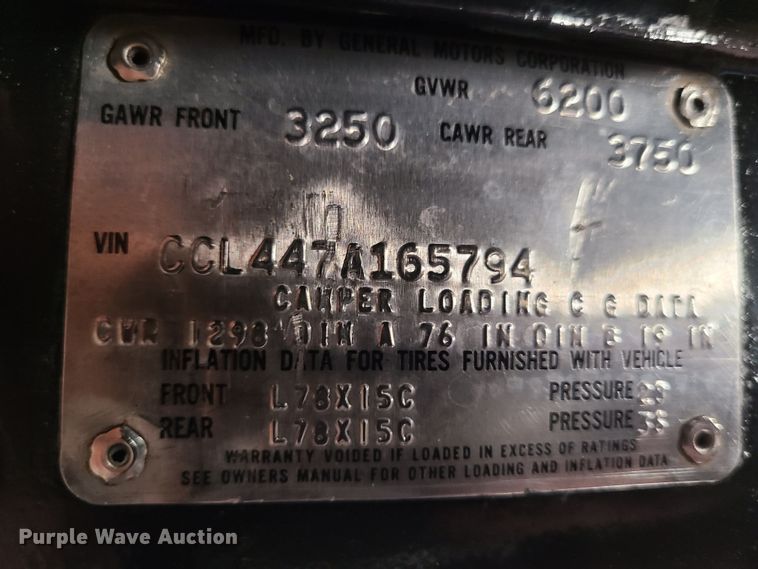 MFD. BY GENERAL MOTORS CORPORATION
GVWR 6200
GAWR FRONT 3250 GAWR REAR 3750
VIN CCL447A165794
CAMPER LOADING C G DATA
CWR 1298 DIM A 76 IN DIM B 19 IN
INFLATION DATA FOR TIRES FURNISHED WITH VEHICLE
FRONT L78X15C PRESSURE
REAR L78X15C PRESSURE
WARRANTY VOIDED IF LOADED IN EXCESS OF RATINGS
SEE OWNERS MANUAL FOR OTHER LOADING AND INFLATION DATA
Purple Wave Auction